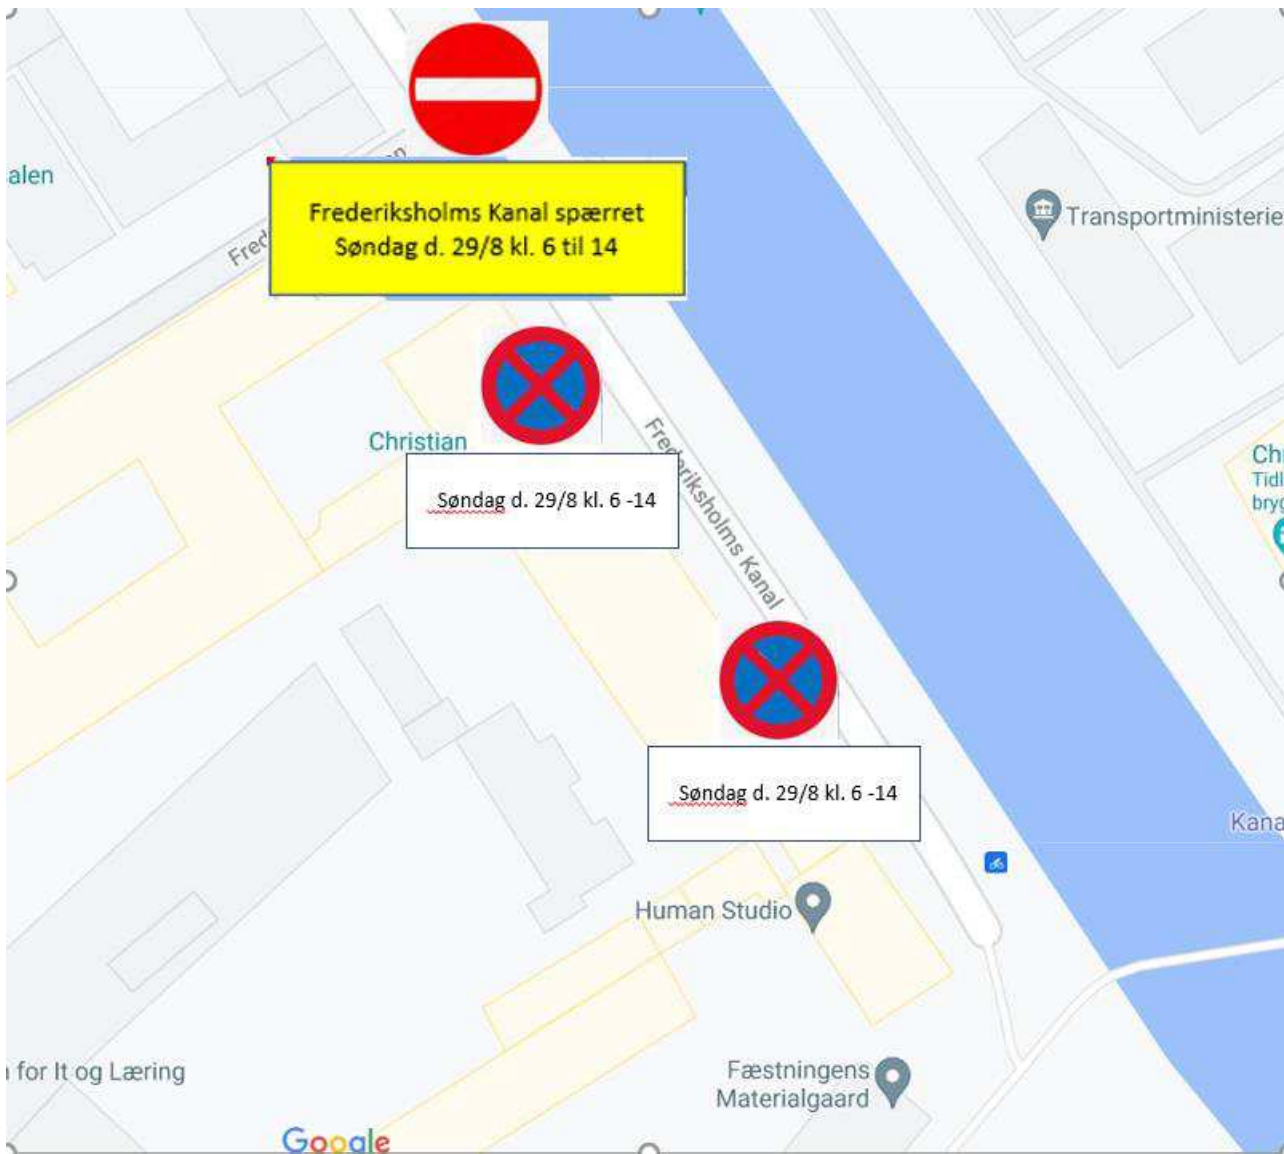 alen
Frederiksholms Kanal spærret
Søndag d. 29/8 kl. 6 til 14
Transportministerie
Christian
Frederiksholms Kanal
Søndag d. 29/8 kl. 6 -14
Søndag d. 29/8 kl. 6 -14
Tidl
Kana
Human Studio
for It og Læring
Fæstningens
Materialgaard
Google